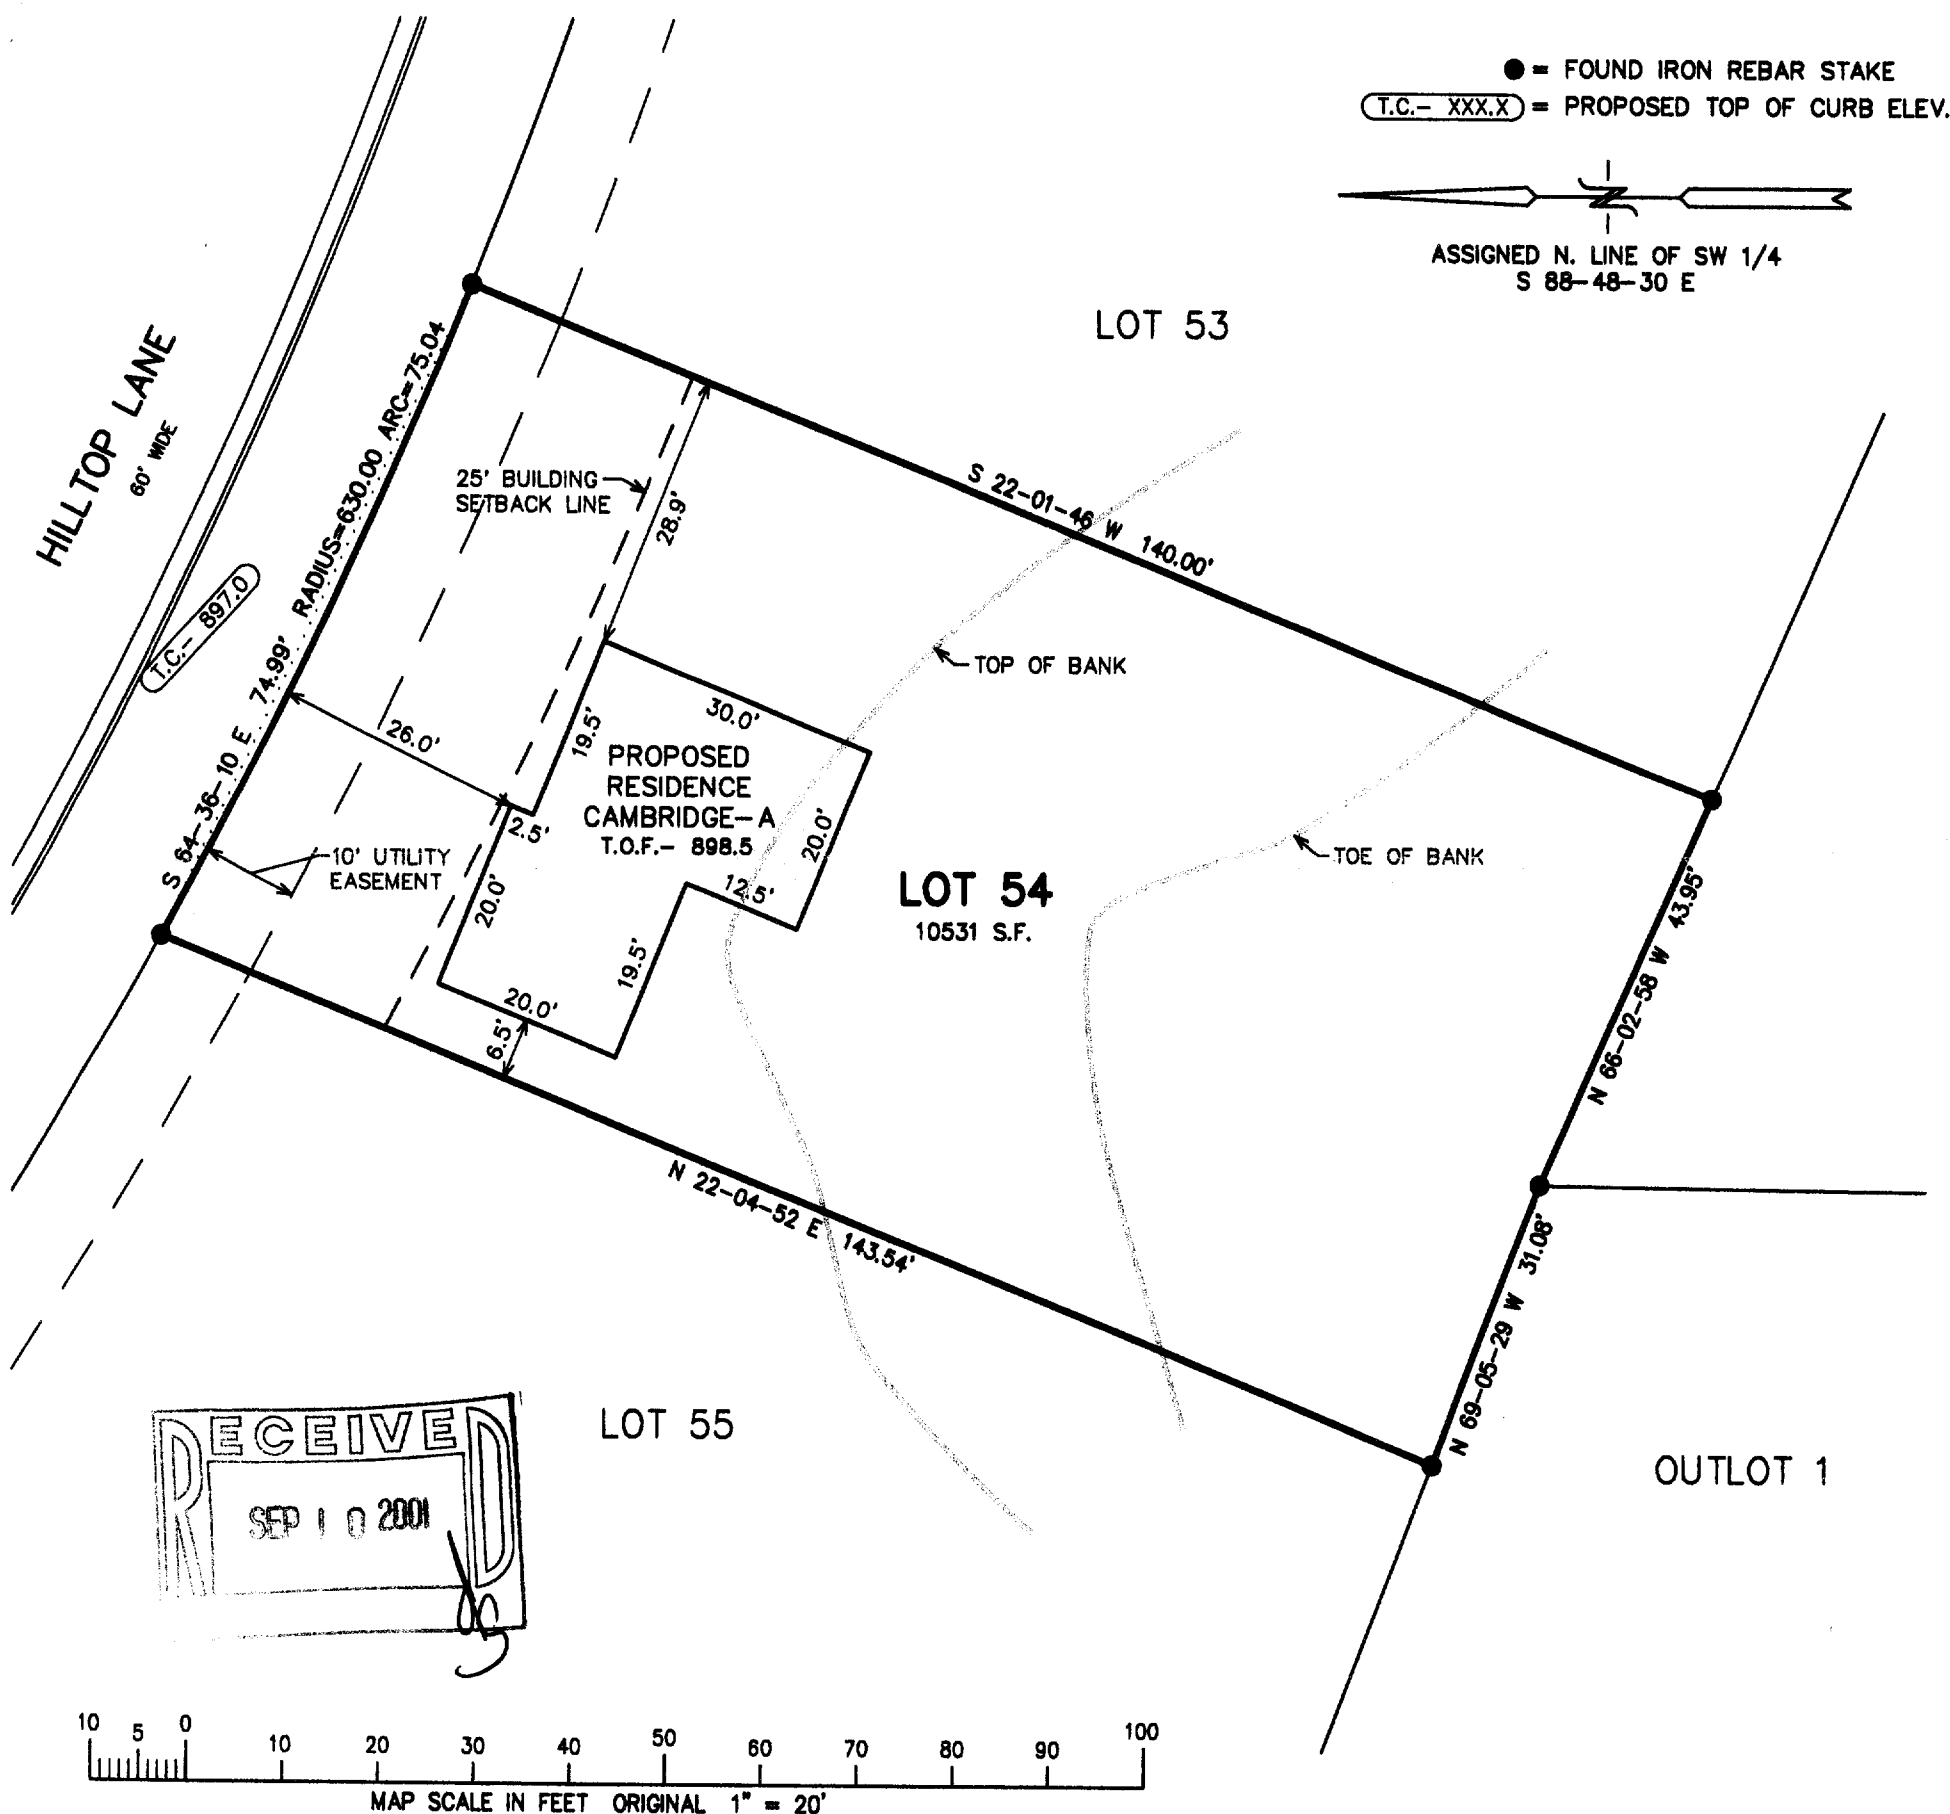 ● = FOUND IRON REBAR STAKE
T.C.- XXX.X = PROPOSED TOP OF CURB ELEV.
ASSIGNED N. LINE OF SW 1/4
S 88-48-30 E
LOT 53
HILLTOP LANE
60' WIDE
T.C.- 897.0
S 64-36-10 E 74.99' RADIUS=630.00 ARC=75.04
25' BUILDING
SETBACK LINE
28.9'
S 22-01-46 W 140.00'
TOP OF BANK
26.0'
19.5'
30.0'
PROPOSED
RESIDENCE
CAMBRIDGE-A
T.O.F.- 898.5
2.5'
20.0'
10' UTILITY
EASEMENT
20.0'
12.5'
19.5'
20.0'
6.5'
LOT 54
10531 S.F.
TOE OF BANK
N 66-02-58 W 43.95'
N 69-05-29 W 31.08'
N 22-04-52 E 143.54'
LOT 55
OUTLOT 1
RECEIVED
SEP 10 2001
10 5 0 10 20 30 40 50 60 70 80 90 100
MAP SCALE IN FEET ORIGINAL 1" = 20'